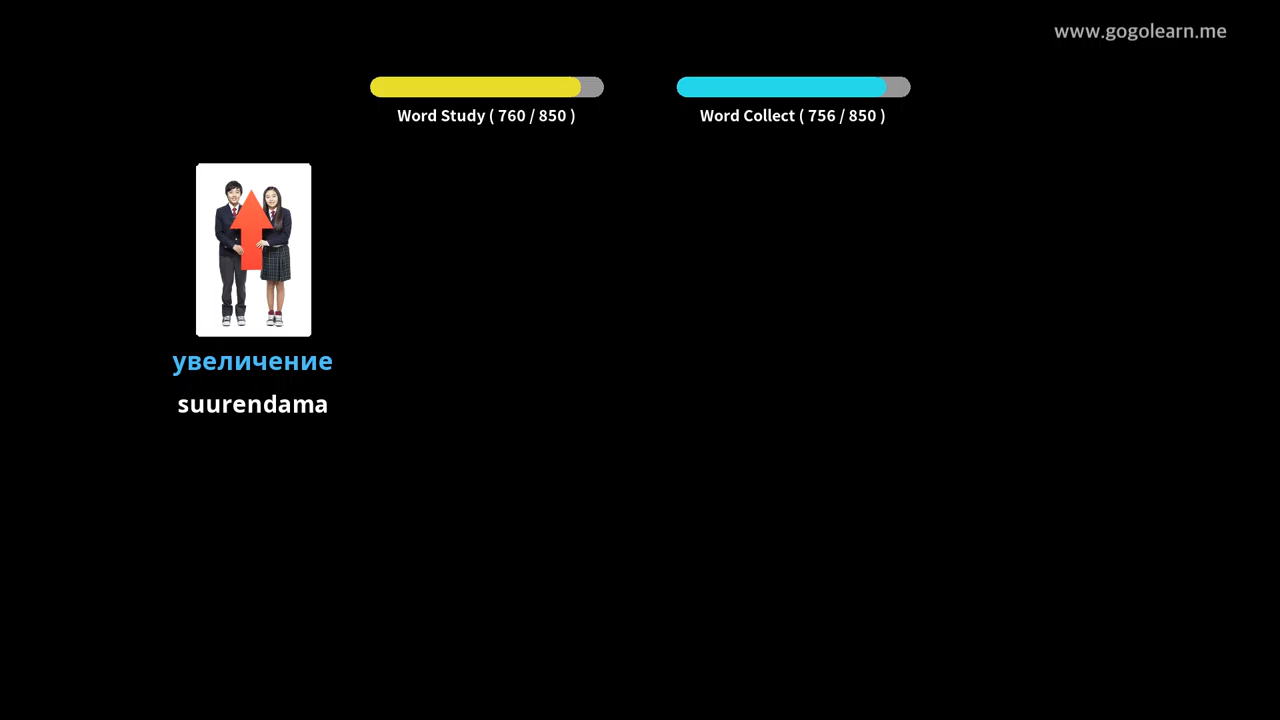 www.gogolearn.me
Word Study ( 760 / 850 )
Word Collect ( 756 / 850 )
увеличение
suurendama